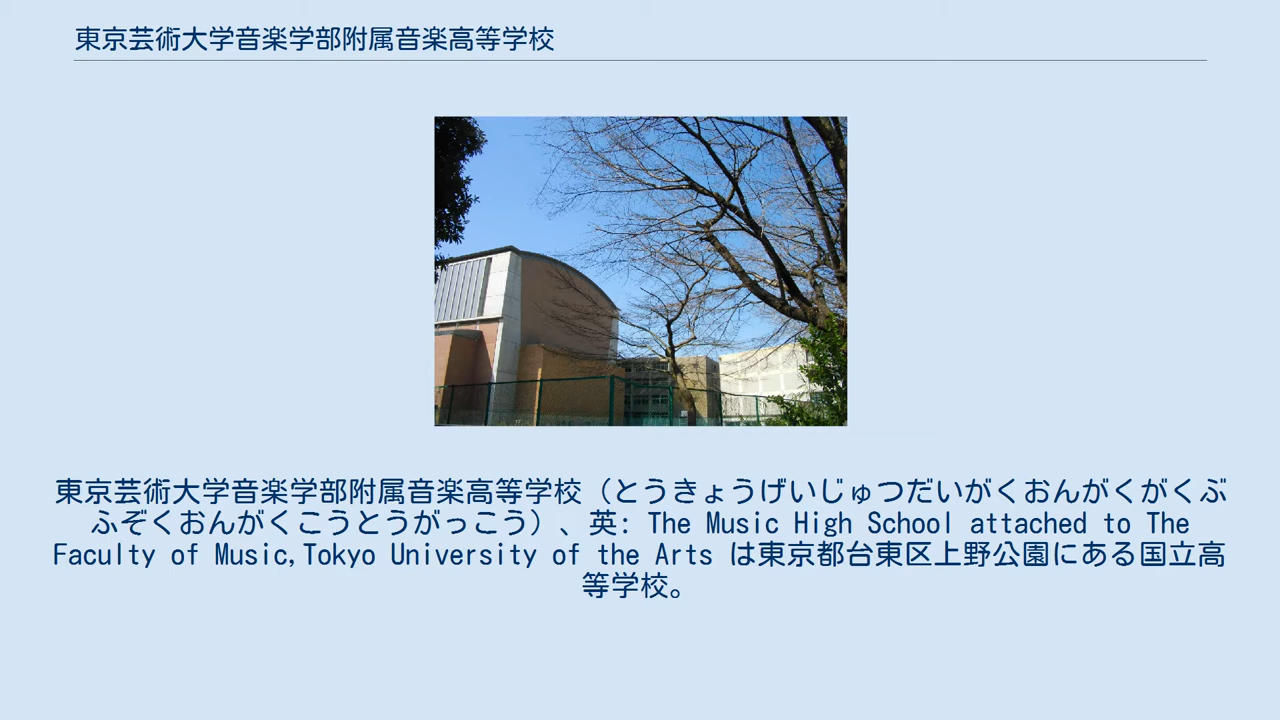 東京芸術大学音楽学部附属音楽高等学校
東京芸術大学音楽学部附属音楽高等学校（とうきょうげいじゅつだいがくおんがくがくぶ
ふぞくおんがくこうとうがっこう）、英: The Music High School attached to The
Faculty of Music,Tokyo University of the Arts は東京都台東区上野公園にある国立高
等学校。